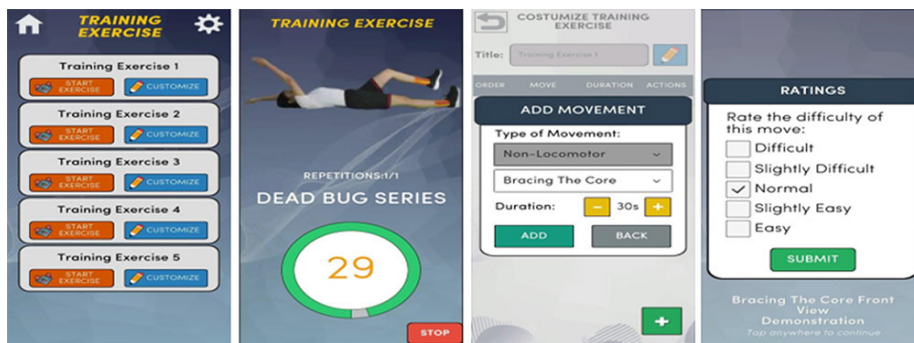 TRAINING
EXERCISE
Training Exercise 1
START
EXERCISE
CUSTOMIZE
Training Exercise 2
START
EXERCISE
CUSTOMIZE
Training Exercise 3
START
EXERCISE
CUSTOMIZE
Training Exercise 4
START
EXERCISE
CUSTOMIZE
Training Exercise 5
START
EXERCISE
CUSTOMIZE
TRAINING EXERCISE
REPETITIONS:1/1
DEAD BUG SERIES
29
STOP
COSTUMIZE TRAINING
EXERCISE
Title: Training Exercise 1
ORDER MOVE DURATION ACTIONS
ADD MOVEMENT
Type of Movement:
Non-Locomotor
Bracing The Core
Duration: - 30s +
ADD BACK
+
RATINGS
Rate the difficulty of
this move:
Difficult
Slightly Difficult
Normal
Slightly Easy
Easy
SUBMIT
Bracing The Core Front
View
Demonstration
Tap anywhere to continue